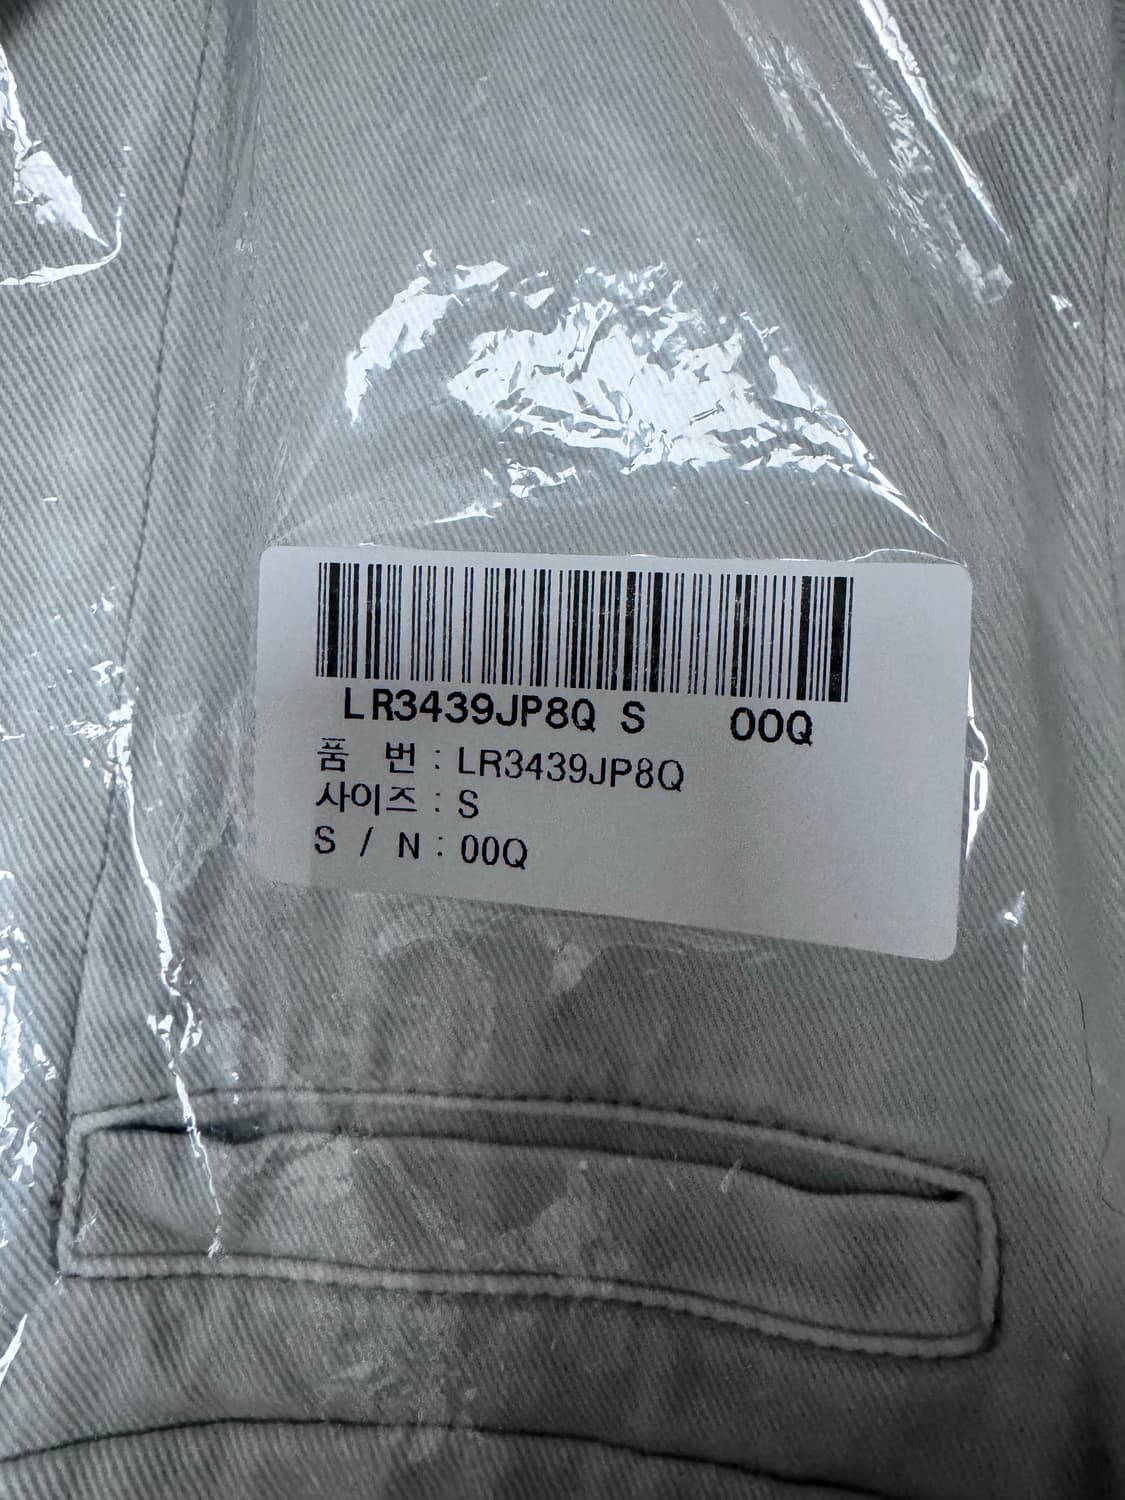 LR3439JP8Q S 00Q
품 번 : LR3439JP8Q
사이즈 : S
S / N : 00Q